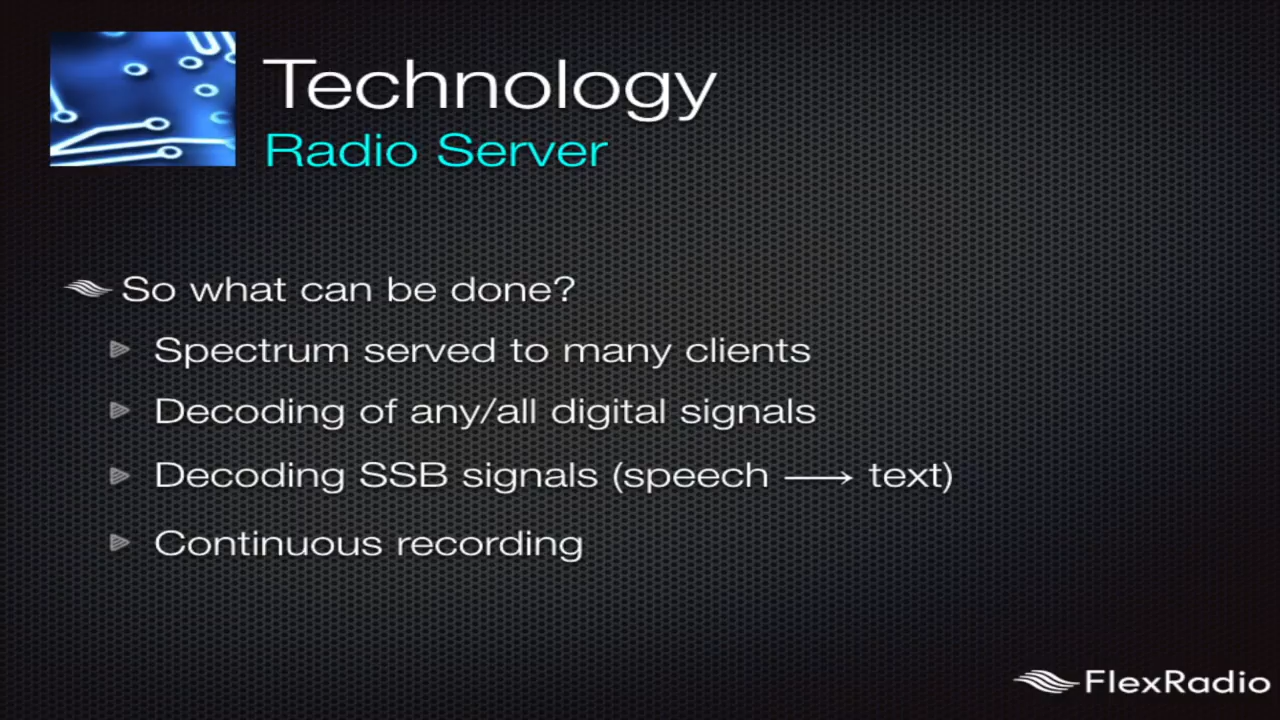 Technology
Radio Server
So what can be done?
Spectrum served to many clients
Decoding of any/all digital signals
Decoding SSB signals (speech ⟶ text)
Continuous recording
FlexRadio